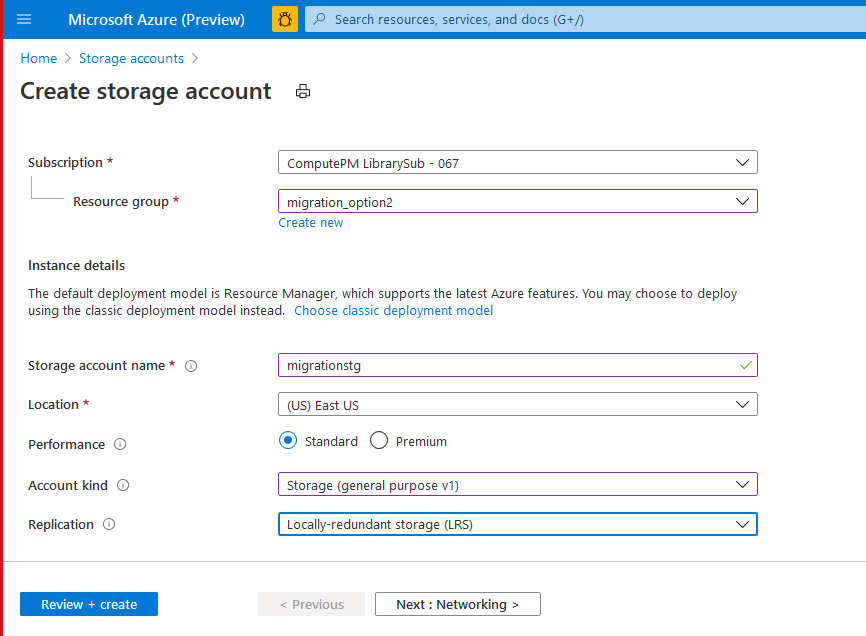 Microsoft Azure (Preview)
Search resources, services, and docs (G+/)
Home > Storage accounts >
Create storage account
Subscription *
ComputePM LibrarySub - 067
Resource group *
migration_option2
Create new
Instance details
The default deployment model is Resource Manager, which supports the latest Azure features. You may choose to deploy
using the classic deployment model instead. Choose classic deployment model
Storage account name *
migrationstg
Location *
(US) East US
Performance
Standard
Premium
Account kind
Storage (general purpose v1)
Replication
Locally-redundant storage (LRS)
Review + create
< Previous
Next : Networking >